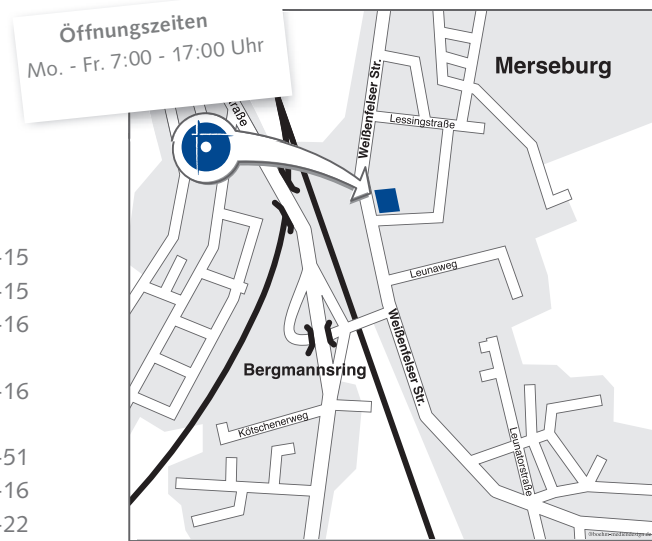 Öffnungszeiten
Mo. - Fr. 7:00 - 17:00 Uhr
Merseburg
raße
Weißenfelser Str.
Lessingstraße
-15
-15
-16
-16
-51
-16
-22
Leunaweg
Weißenfelser Str.
Bergmannsring
Kötschenerweg
Leunatorstraße